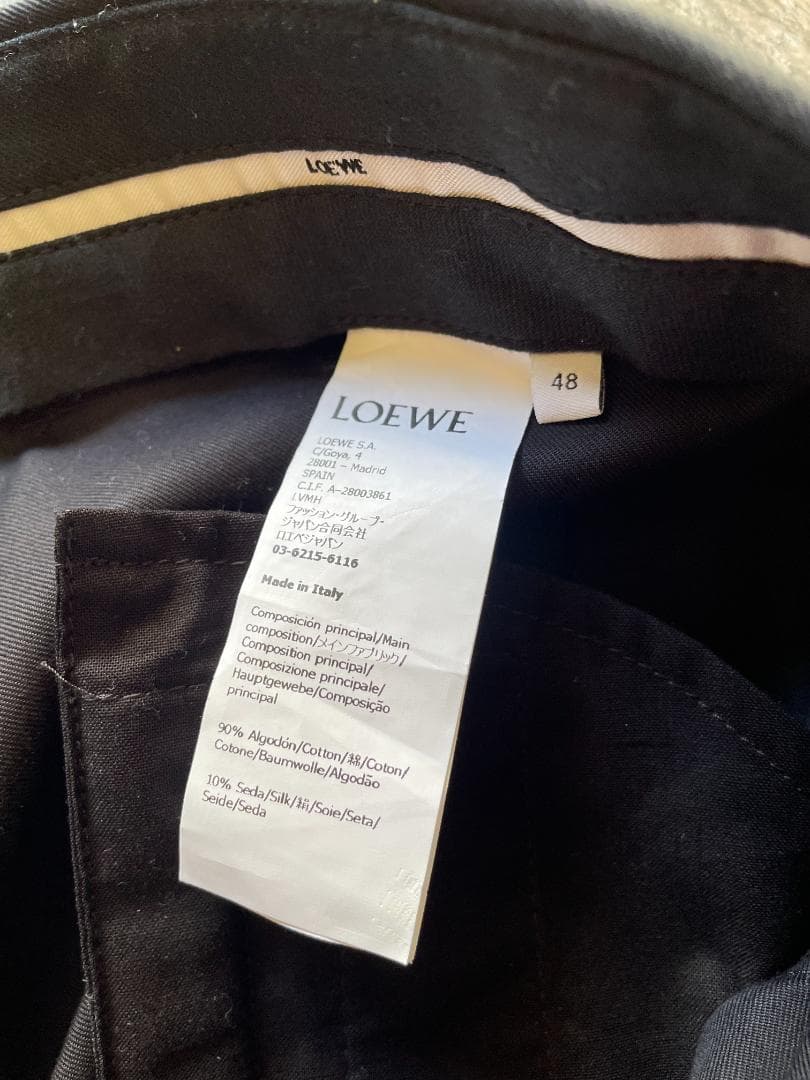 LOEWE
48
LOEWE
LOEWE S.A.
C/Goya, 4
28001 - Madrid
SPAIN
C.I.F. A-28003861
LVMH
ファッション・グループ・
ジャパン合同会社
ロエベジャパン
03-6215-6116
Made in Italy
Composición principal/Main
composition/メインファブリック/
Composition principal/
Composizione principale/
Hauptgewebe/Composição
principal
90% Algodón/Cotton/綿/Coton/
Cotone/Baumwolle/Algodão
10% Seda/Silk/絹/Soie/Seta/
Seide/Seda